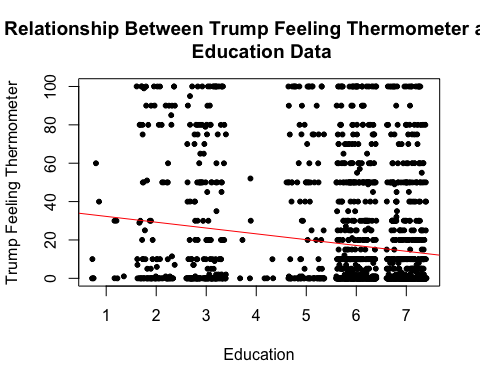 Relationship Between Trump Feeling Thermometer a
Education Data
Trump Feeling Thermometer
100
80
60
40
20
0
1 2 3 4 5 6 7
Education